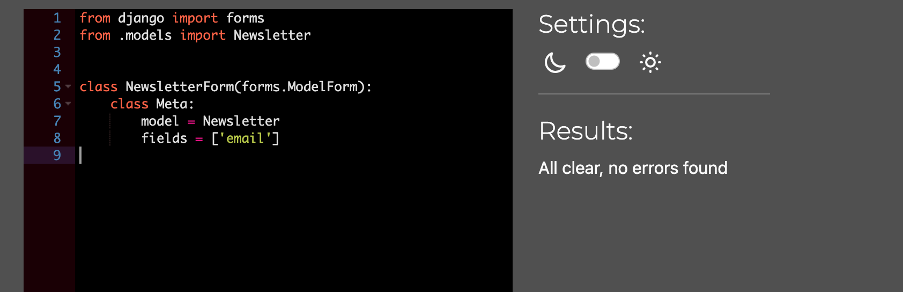 1 from django import forms
2 from .models import Newsletter
3
4
5 class NewsletterForm(forms.ModelForm):
6     class Meta:
7         model = Newsletter
8         fields = ['email']
9
Settings:
Results:
All clear, no errors found